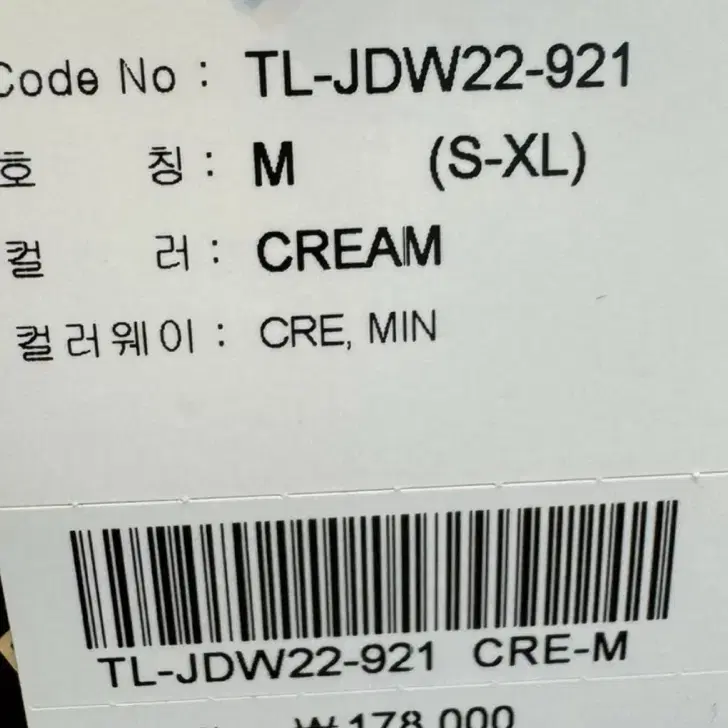 Code No : TL-JDW22-921
호 칭 : M (S-XL)
컬 러 : CREAM
컬러웨이 : CRE, MIN
TL-JDW22-921 CRE-M
₩178,000